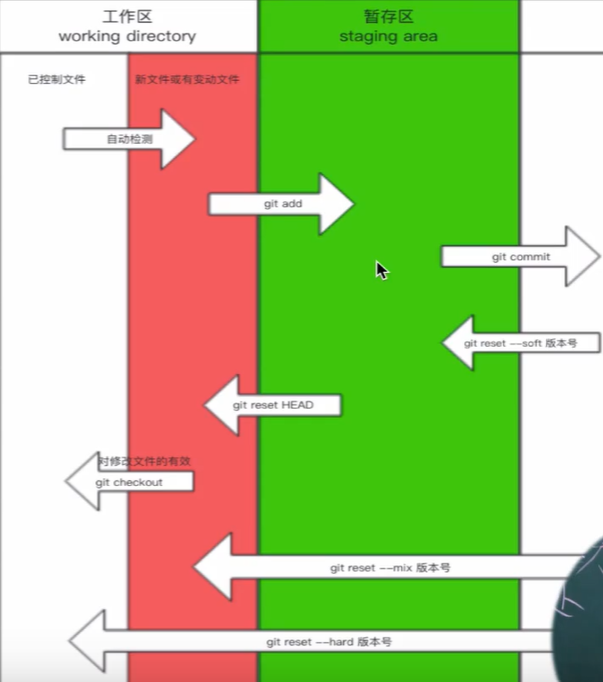 工作区
working directory
暂存区
staging area
已控制文件
新文件或有变动文件
自动检测
git add
git commit
git reset --soft 版本号
git reset HEAD
对修改文件的有效
git checkout
git reset --mix 版本号
git reset --hard 版本号